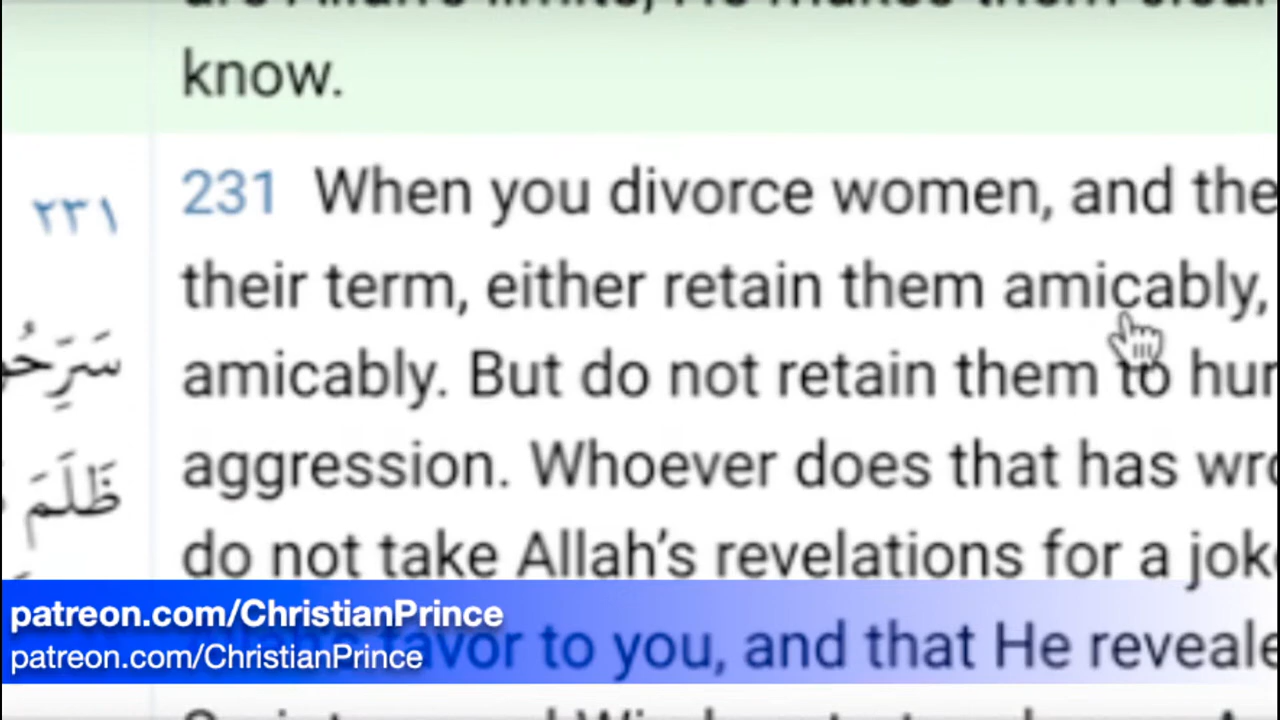 know.
231 When you divorce women, and the
٢٣١
their term, either retain them amicably,
amicably. But do not retain them to hur
سَرِّحُو
aggression. Whoever does that has wro
ظَلَمَ
do not take Allah's revelations for a jok
patreon.com/ChristianPrince
Allah's favor to you, and that He reveale
patreon.com/ChristianPrince